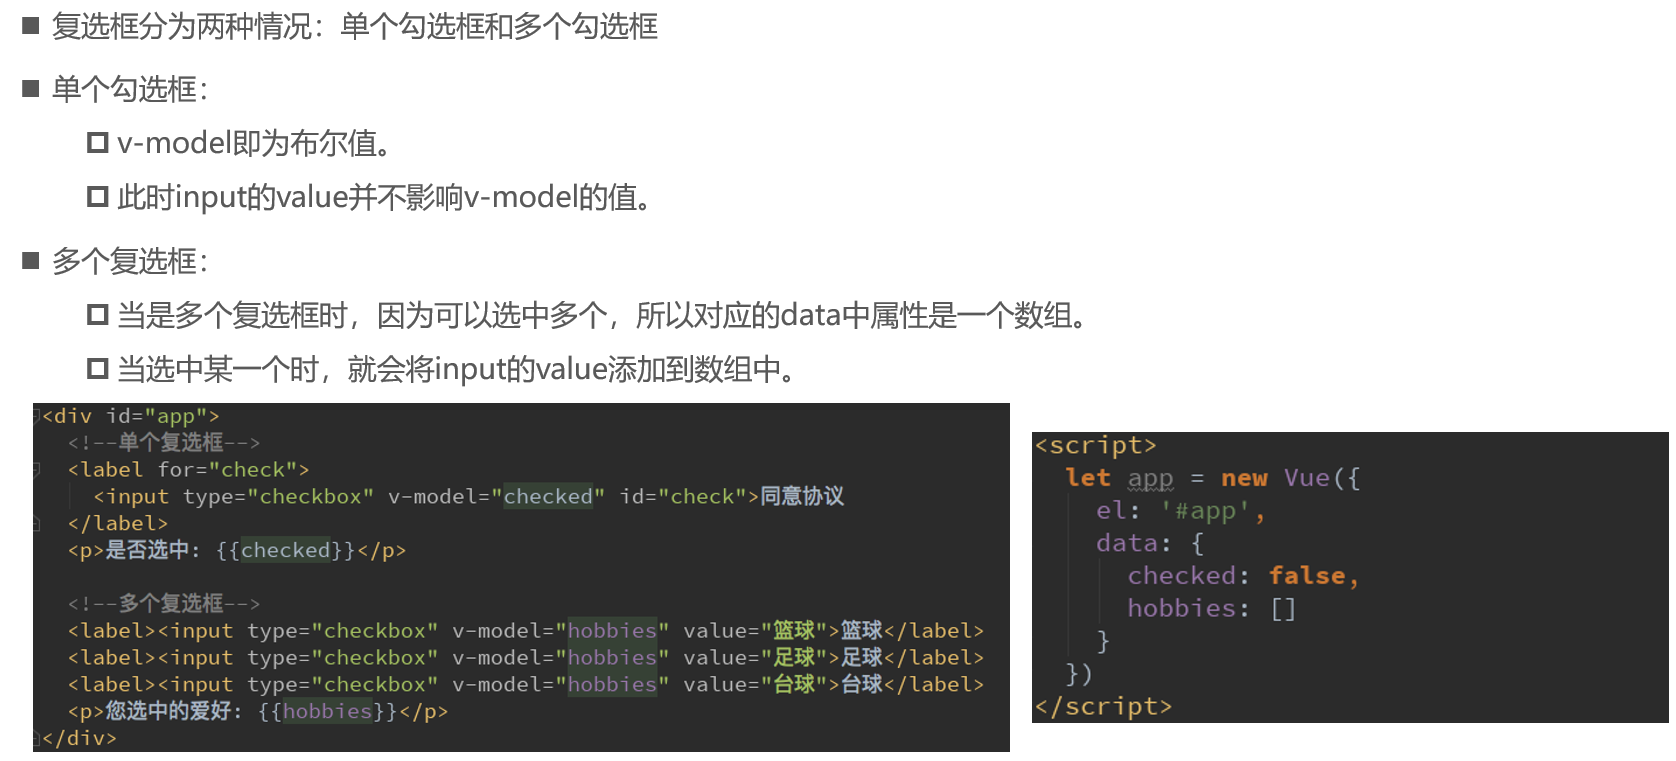 复选框分为两种情况：单个勾选框和多个勾选框
单个勾选框：
v-model即为布尔值。
此时input的value并不影响v-model的值。
多个复选框：
当是多个复选框时，因为可以选中多个，所以对应的data中属性是一个数组。
当选中某一个时，就会将input的value添加到数组中。
<div id="app">
<!--单个复选框-->
<label for="check">
<input type="checkbox" v-model="checked" id="check">同意协议
</label>
<p>是否选中: {{checked}}</p>
<!--多个复选框-->
<label><input type="checkbox" v-model="hobbies" value="篮球">篮球</label>
<label><input type="checkbox" v-model="hobbies" value="足球">足球</label>
<label><input type="checkbox" v-model="hobbies" value="台球">台球</label>
<p>您选中的爱好: {{hobbies}}</p>
</div>
<script>
let app = new Vue({
el: '#app',
data: {
checked: false,
hobbies: []
}
})
</script>